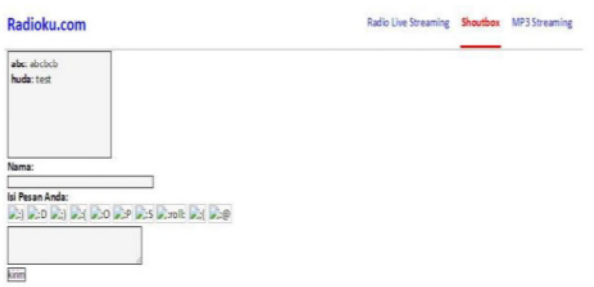 Radioku.com
Radio Live Streaming Shoutbox MP3 Streaming
abc: abcbcb
huda: test
Nama:
Isi Pesan Anda:
:) :D ;) :( :O :P :S :roll: :( :@
kirim